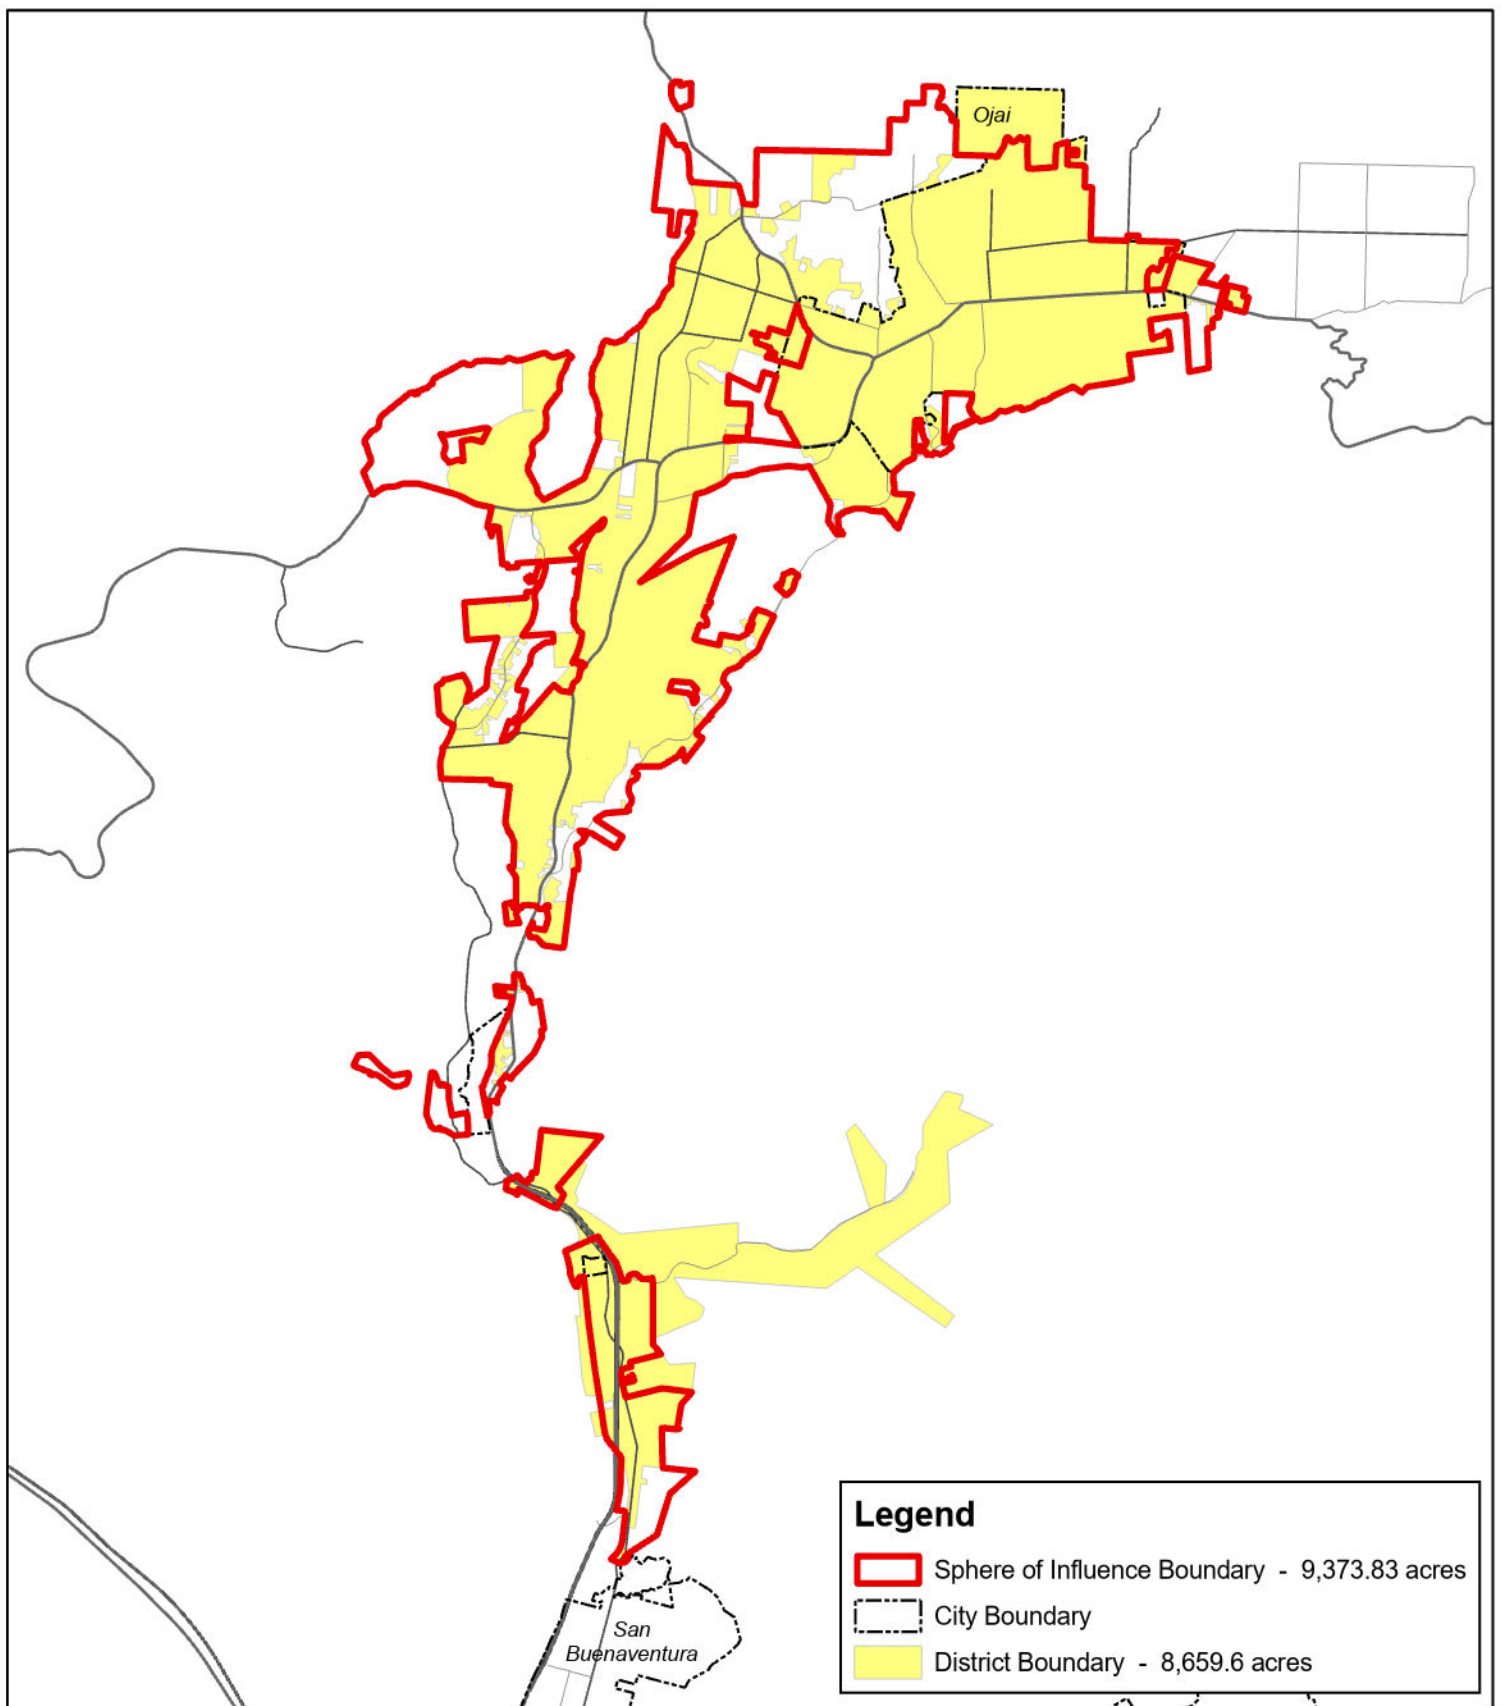 Ojai
Legend
Sphere of Influence Boundary - 9,373.83 acres
City Boundary
District Boundary - 8,659.6 acres
San
Buenaventura